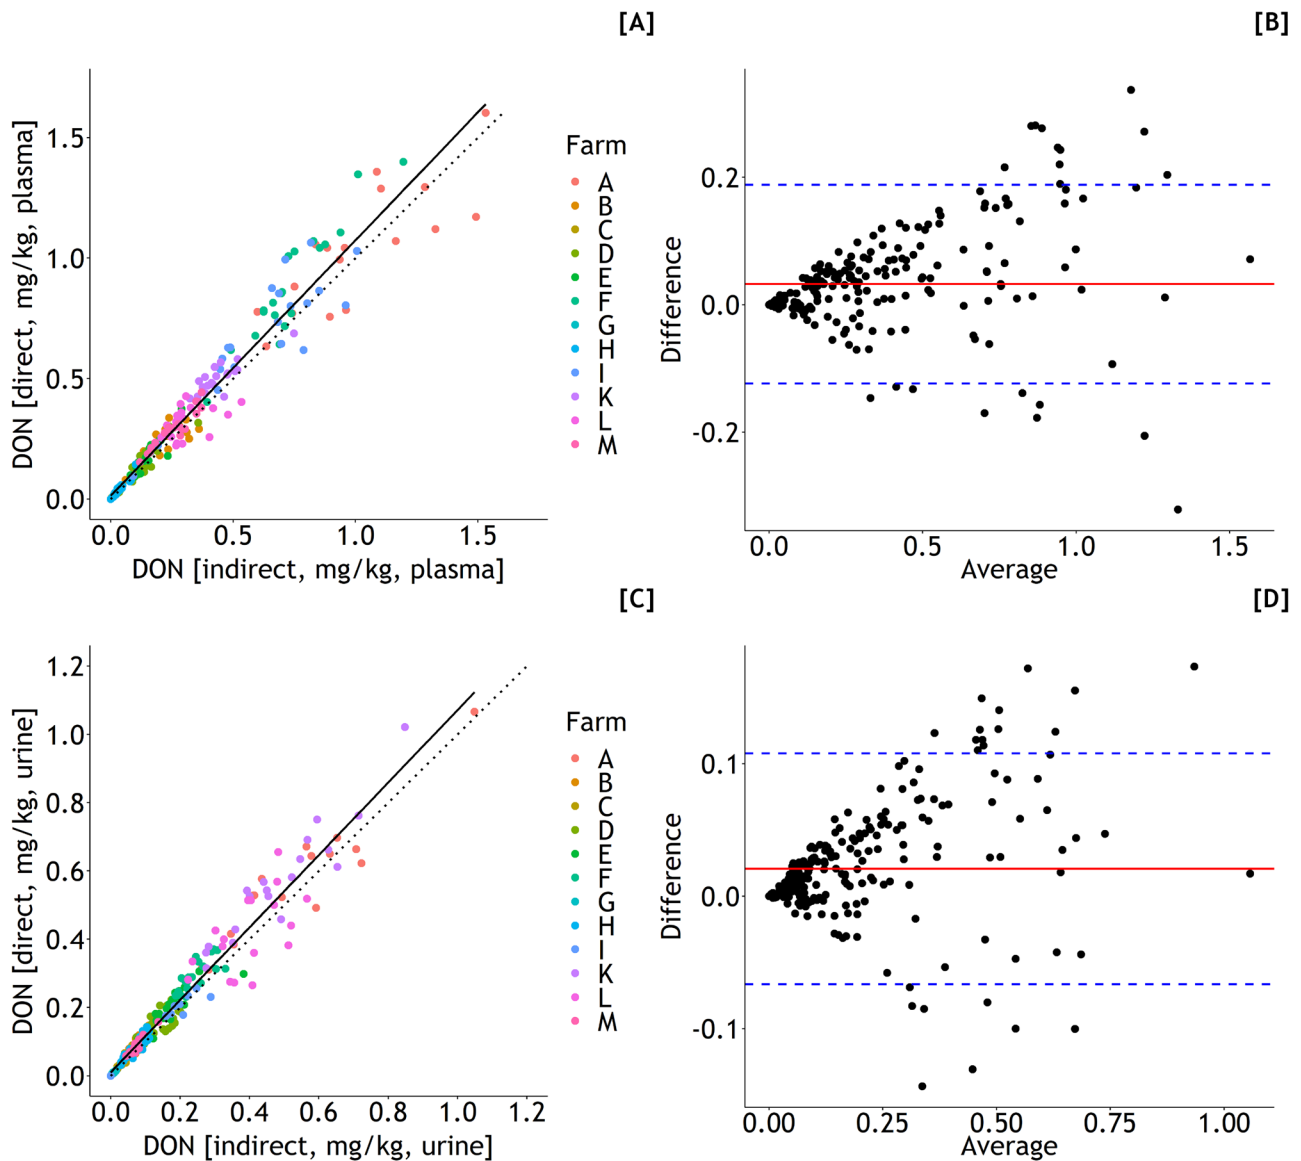 [A]
DON [direct, mg/kg, plasma]
1.5
1.0
0.5
0.0
0.0 0.5 1.0 1.5
DON [indirect, mg/kg, plasma]
Farm
A
B
C
D
E
F
G
H
I
K
L
M
[B]
Difference
0.2
0.0
-0.2
0.0 0.5 1.0 1.5
Average
[C]
DON [direct, mg/kg, urine]
1.2
1.0
0.8
0.6
0.4
0.2
0.0
0.0 0.2 0.4 0.6 0.8 1.0 1.2
DON [indirect, mg/kg, urine]
Farm
A
B
C
D
E
F
G
H
I
K
L
M
[D]
Difference
0.1
0.0
-0.1
0.00 0.25 0.50 0.75 1.00
Average